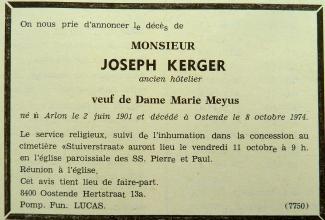 On nous prie d'annoncer le décès de
MONSIEUR
JOSEPH KERGER
ancien hôtelier
veuf de Dame Marie Meyus
né à Arlon le 2 juin 1901 et décédé à Ostende le 8 octobre 1974.
Le service religieux, suivi de l'inhumation dans la concession au
cimetière «Stuiverstraat» auront lieu le vendredi 11 octobre à 9 h.
en l'église paroissiale des SS. Pierre et Paul.
Réunion à l'église.
Cet avis tient lieu de faire-part.
8400 Oostende Hertstraat 13a.
Pomp. Fun. LUCAS. (7750)